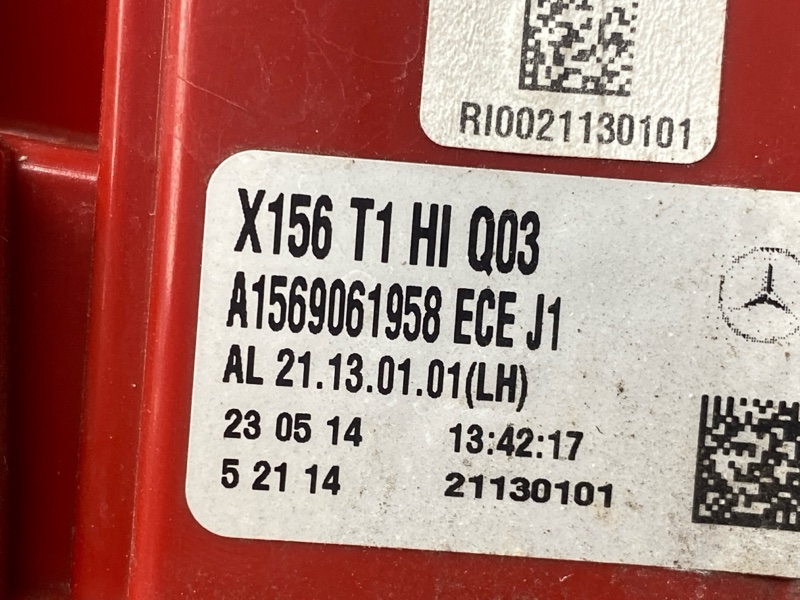 RI0021130101
X156 T1 HI Q03
A1569061958 ECE J1
AL 21.13.01.01(LH)
23 05 14 13:42:17
5 21 14 21130101